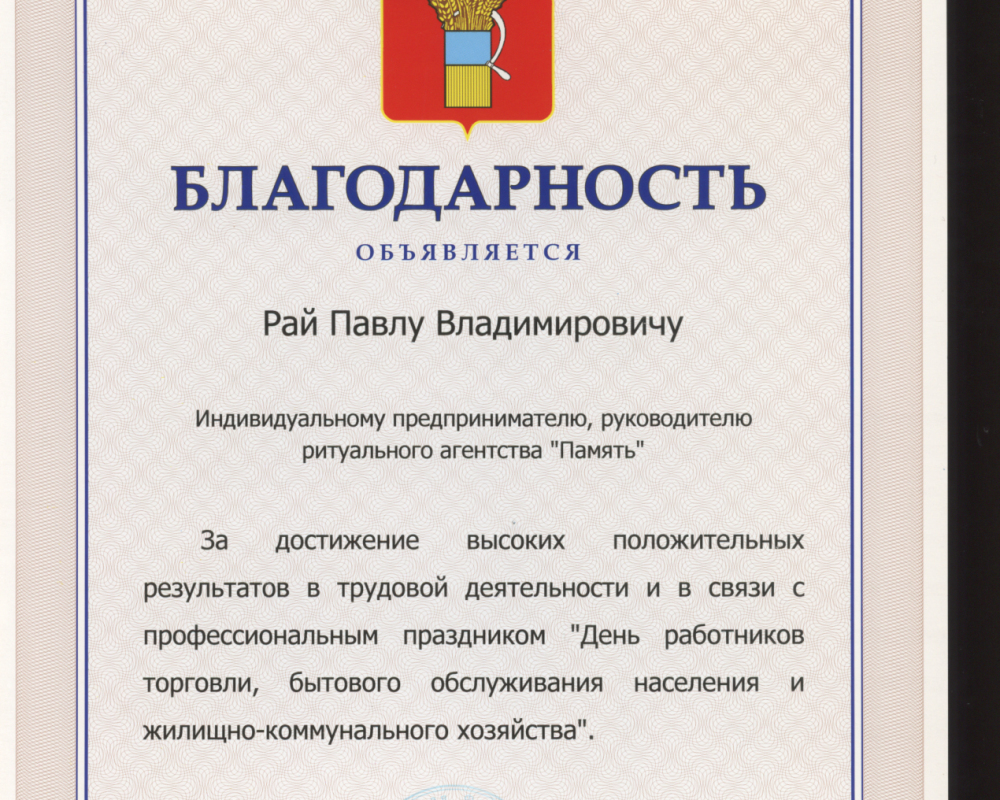 БЛАГОДАРНОСТЬ
ОБЪЯВЛЯЕТСЯ
Рай Павлу Владимировичу
Индивидуальному предпринимателю, руководителю
ритуального агентства "Память"
За достижение высоких положительных
результатов в трудовой деятельности и в связи с
профессиональным праздником "День работников
торговли, бытового обслуживания населения и
жилищно-коммунального хозяйства".